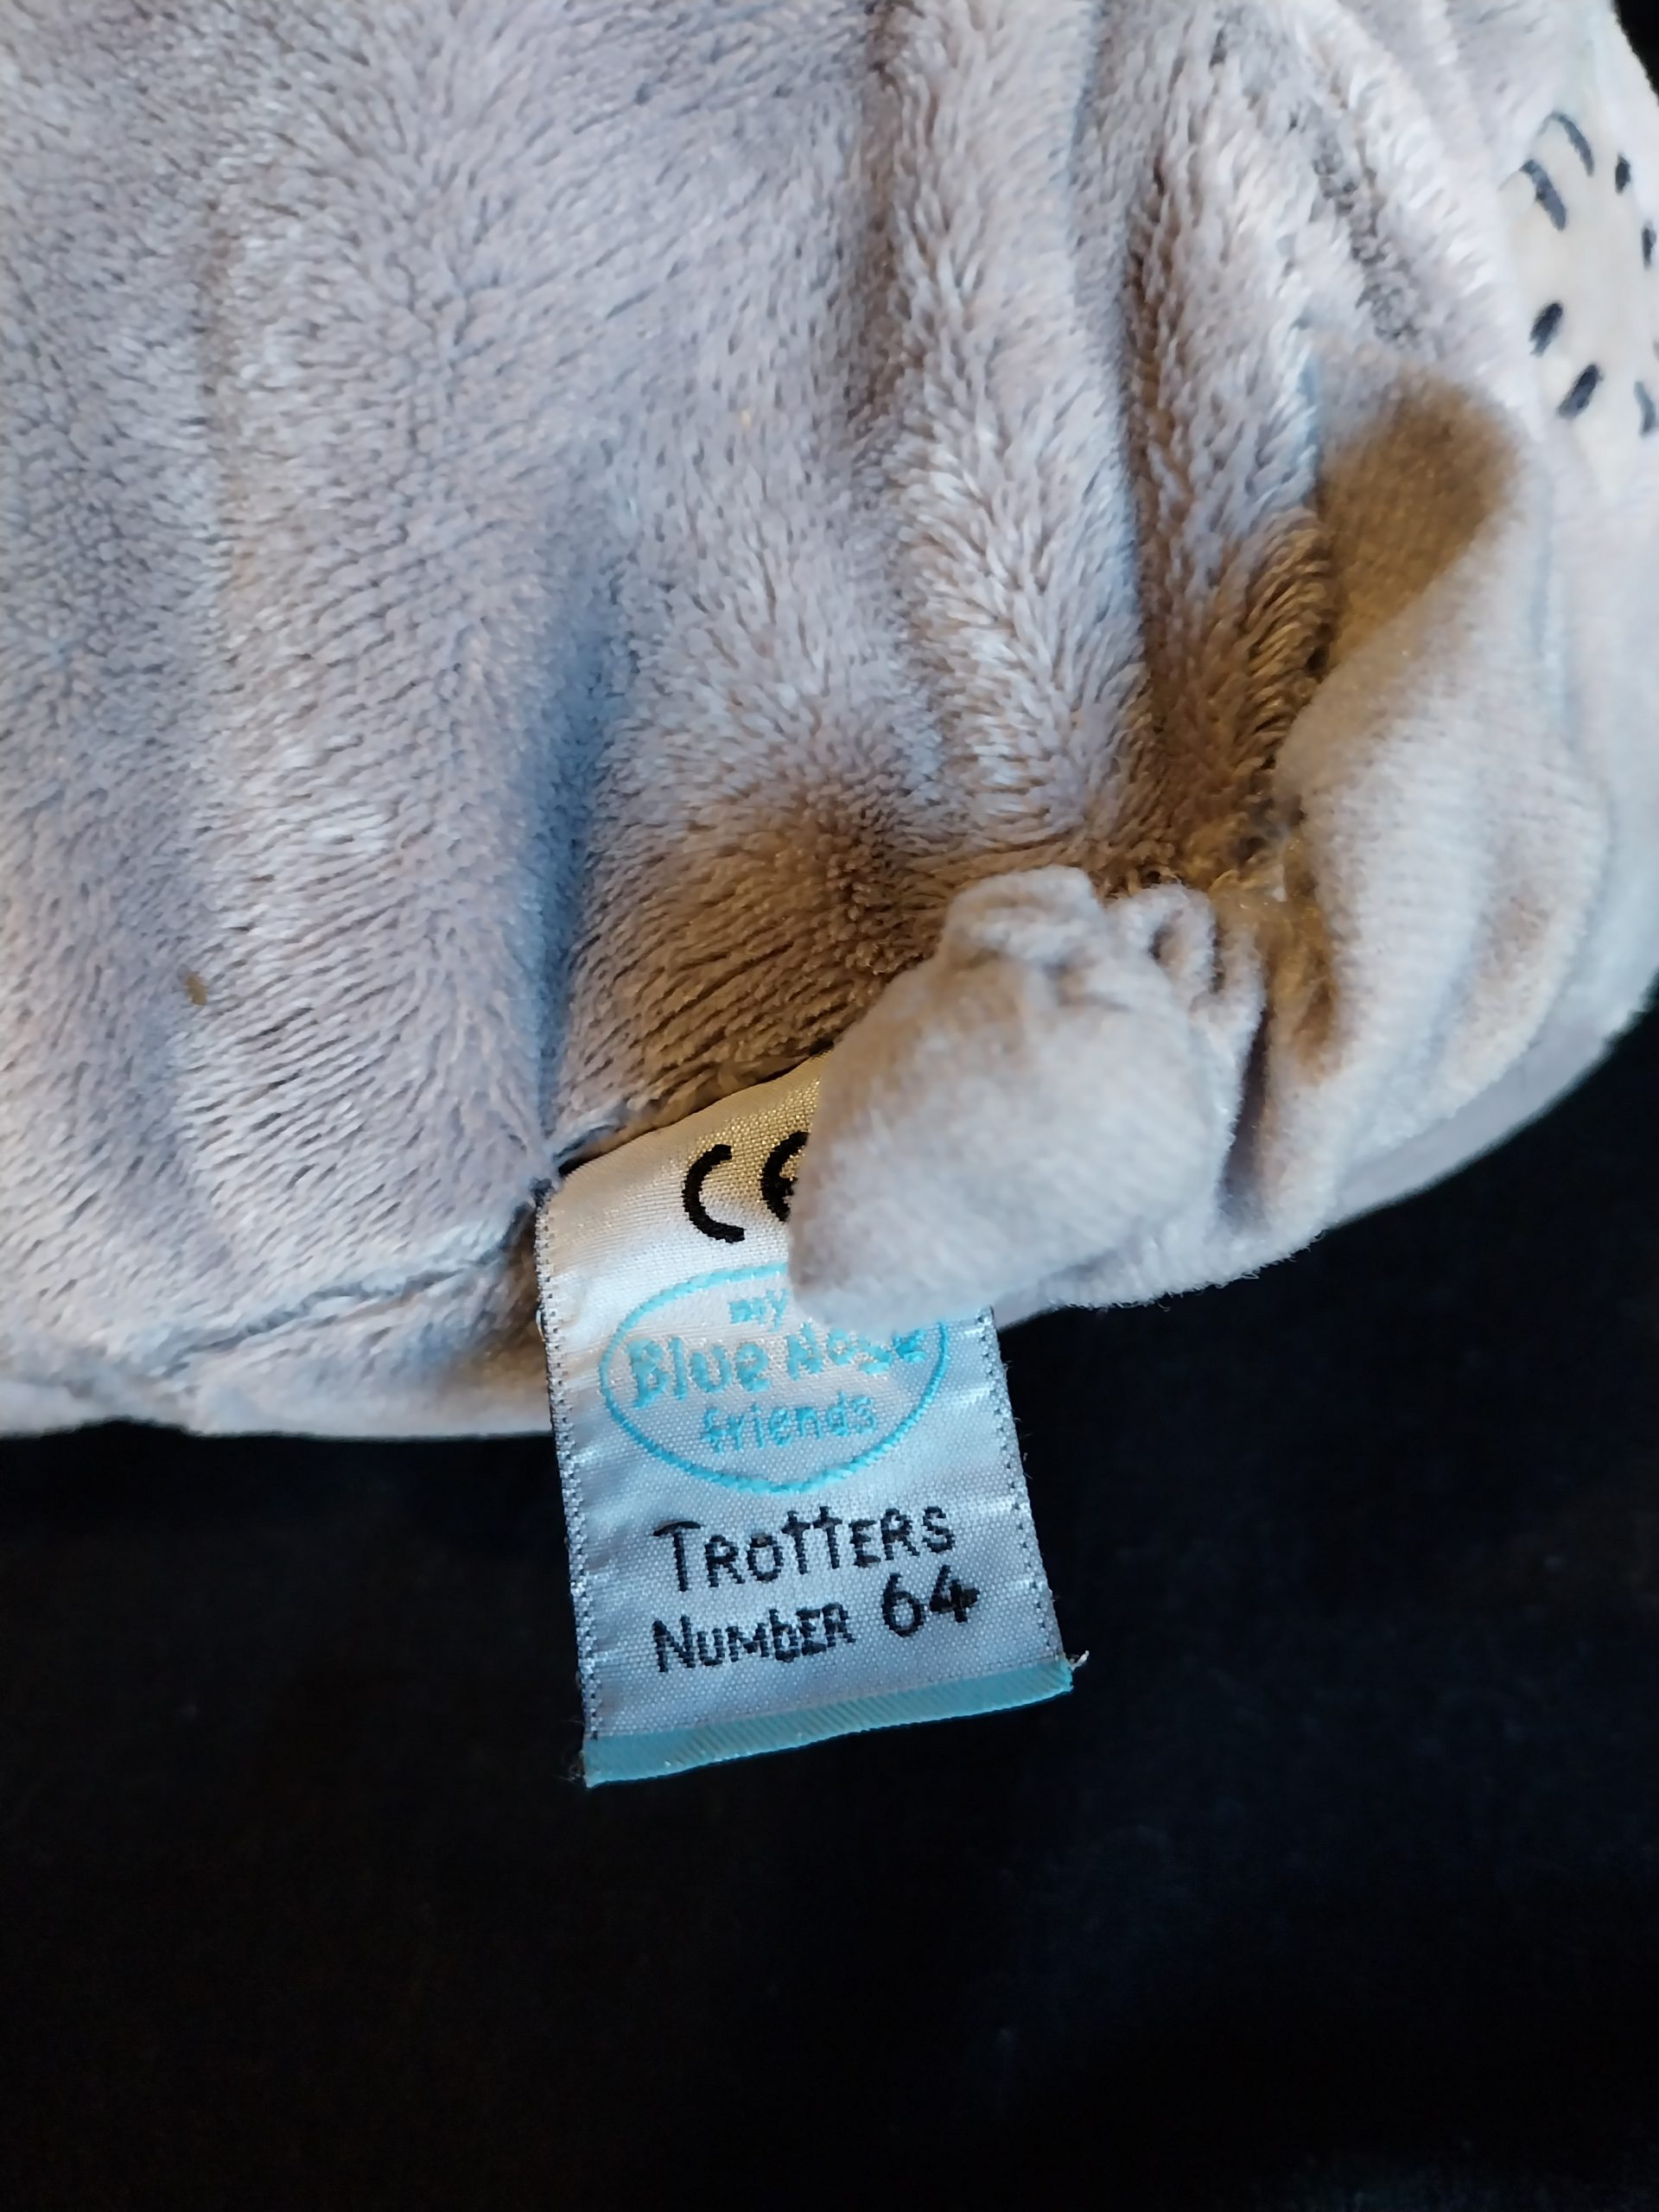 CE
my
Blue Nose
friends
TROTTERS
NUMbER 64